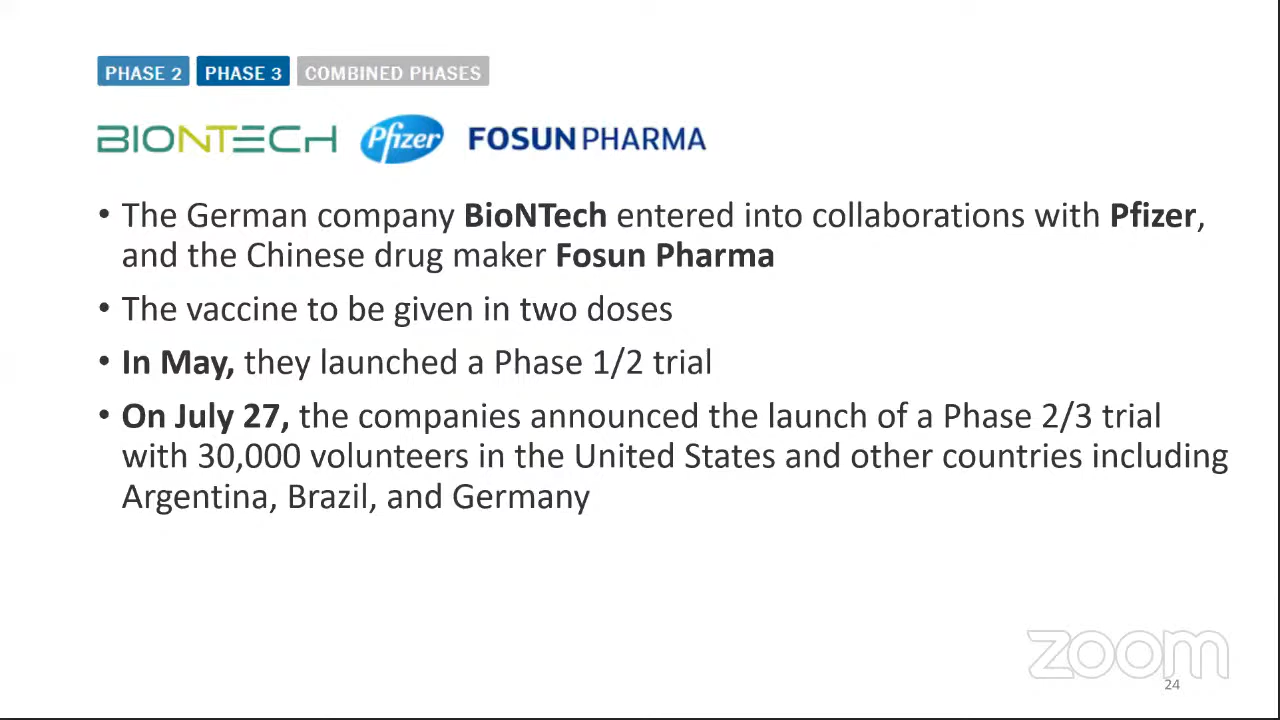 PHASE 2 PHASE 3 COMBINED PHASES
BIONTECH Pfizer FOSUN PHARMA
• The German company BioNTech entered into collaborations with Pfizer,
and the Chinese drug maker Fosun Pharma
• The vaccine to be given in two doses
• In May, they launched a Phase 1/2 trial
• On July 27, the companies announced the launch of a Phase 2/3 trial
with 30,000 volunteers in the United States and other countries including
Argentina, Brazil, and Germany
zoom
24